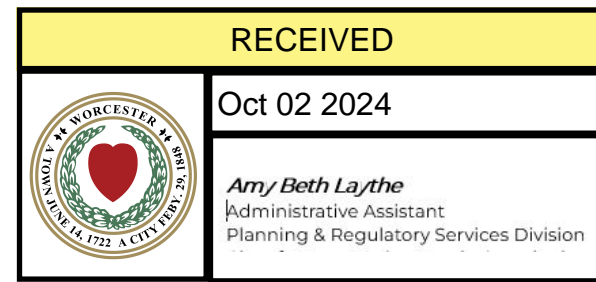 RECEIVED
WORCESTER
A TOWN JUNE 14, 1722 A CITY FEBY. 29, 1848
Oct 02 2024
Amy Beth Laythe
Administrative Assistant
Planning & Regulatory Services Division